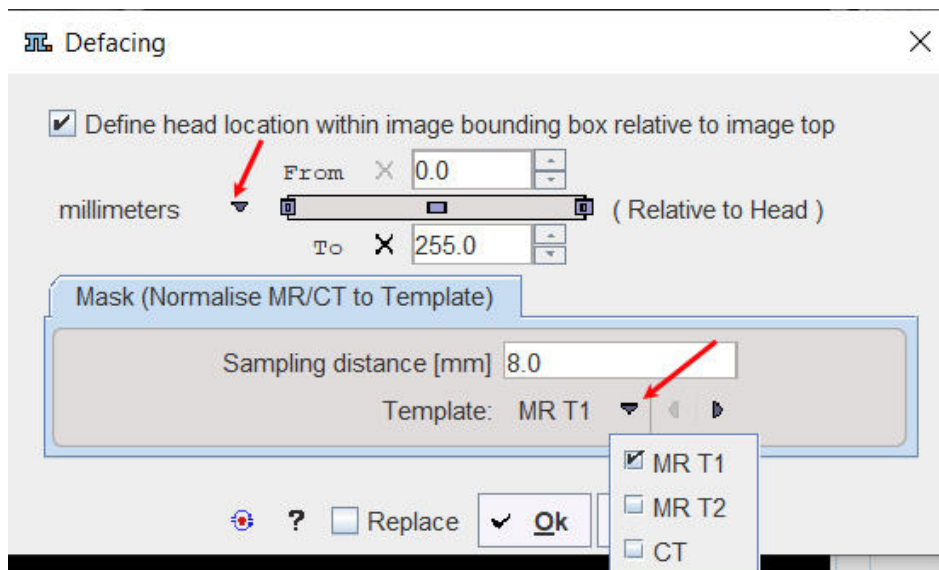 Defacing
Define head location within image bounding box relative to image top
From 0.0
millimeters ( Relative to Head )
To 255.0
Mask (Normalise MR/CT to Template)
Sampling distance [mm] 8.0
Template: MR T1
MR T1
MR T2
CT
? Replace Ok